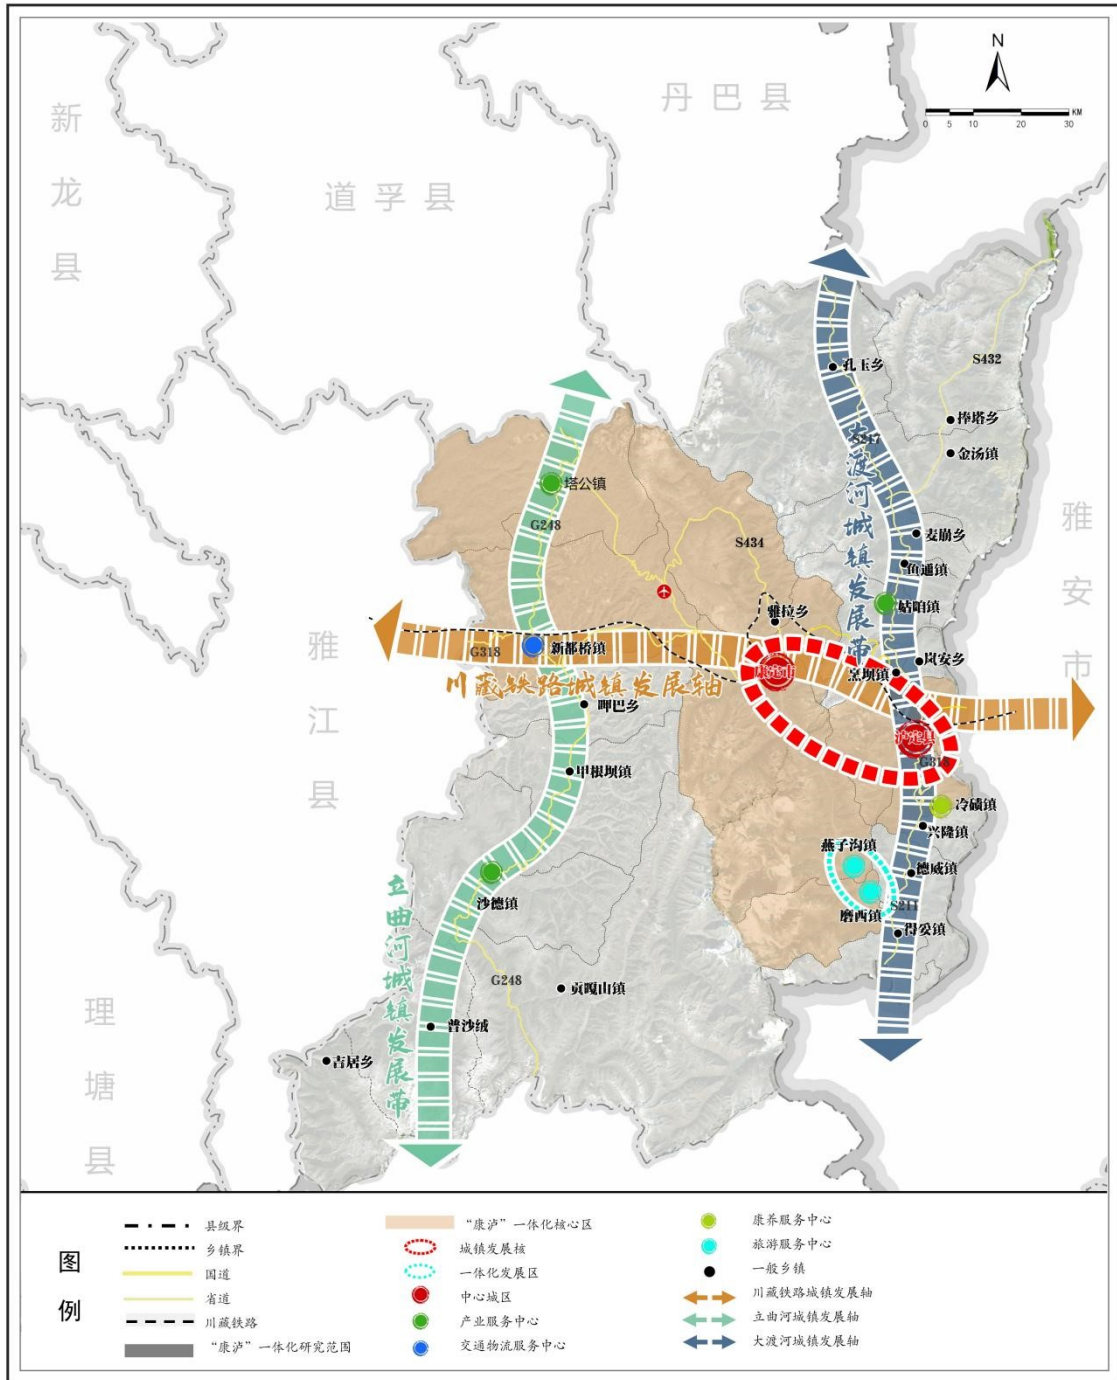 N
0 5 10 20 30 KM
新龙县
道孚县
丹巴县
雅安市
雅江县
理塘县
S432
孔玉乡
捧塔乡
S217
金汤镇
大渡河城镇发展带
塔公镇
G248
S434
麦崩乡
鱼通镇
姑咱镇
雅拉乡
新都桥镇
G318
康定市
岚安乡
烹坝镇
川藏铁路城镇发展轴
呷巴乡
泸定县
G318
甲根坝镇
冷碛镇
兴隆镇
燕子沟镇
德威镇
沙德镇
磨西镇
S211
得妥镇
立曲河城镇发展带
G248
贡嘎山镇
普沙绒
吉居乡
图例
县级界
乡镇界
国道
省道
川藏铁路
“康泸”一体化研究范围
“康泸”一体化核心区
城镇发展核
一体化发展区
中心城区
产业服务中心
交通物流服务中心
康养服务中心
旅游服务中心
一般乡镇
川藏铁路城镇发展轴
立曲河城镇发展轴
大渡河城镇发展轴